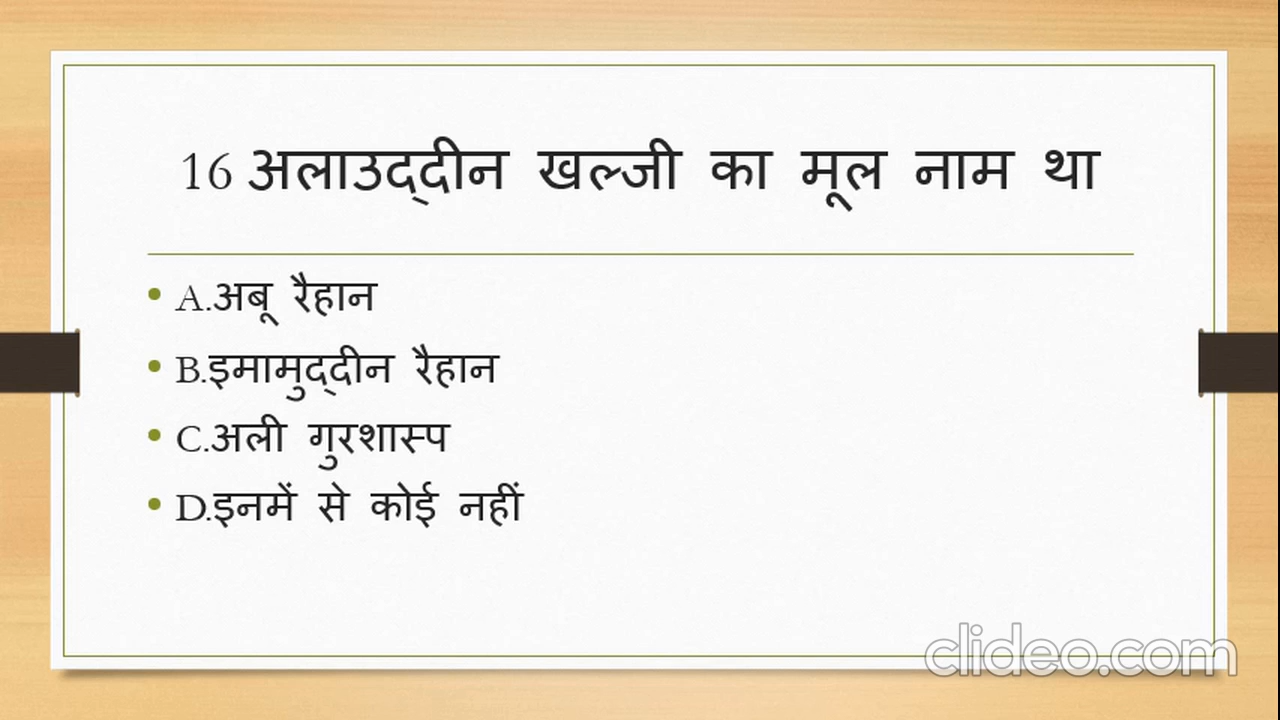 16 अलाउद्दीन खल्जी का मूल नाम था
A.अबू रैहान
B.इमामुद्दीन रैहान
C.अली गुरशास्प
D.इनमें से कोई नहीं
clideo.com